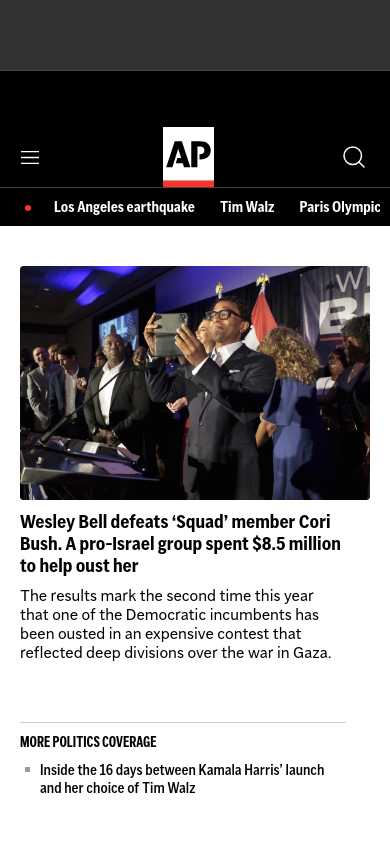 AP
Los Angeles earthquake Tim Walz Paris Olympic
Wesley Bell defeats ‘Squad’ member Cori
Bush. A pro-Israel group spent $8.5 million
to help oust her
The results mark the second time this year
that one of the Democratic incumbents has
been ousted in an expensive contest that
reflected deep divisions over the war in Gaza.
MORE POLITICS COVERAGE
Inside the 16 days between Kamala Harris’ launch
and her choice of Tim Walz